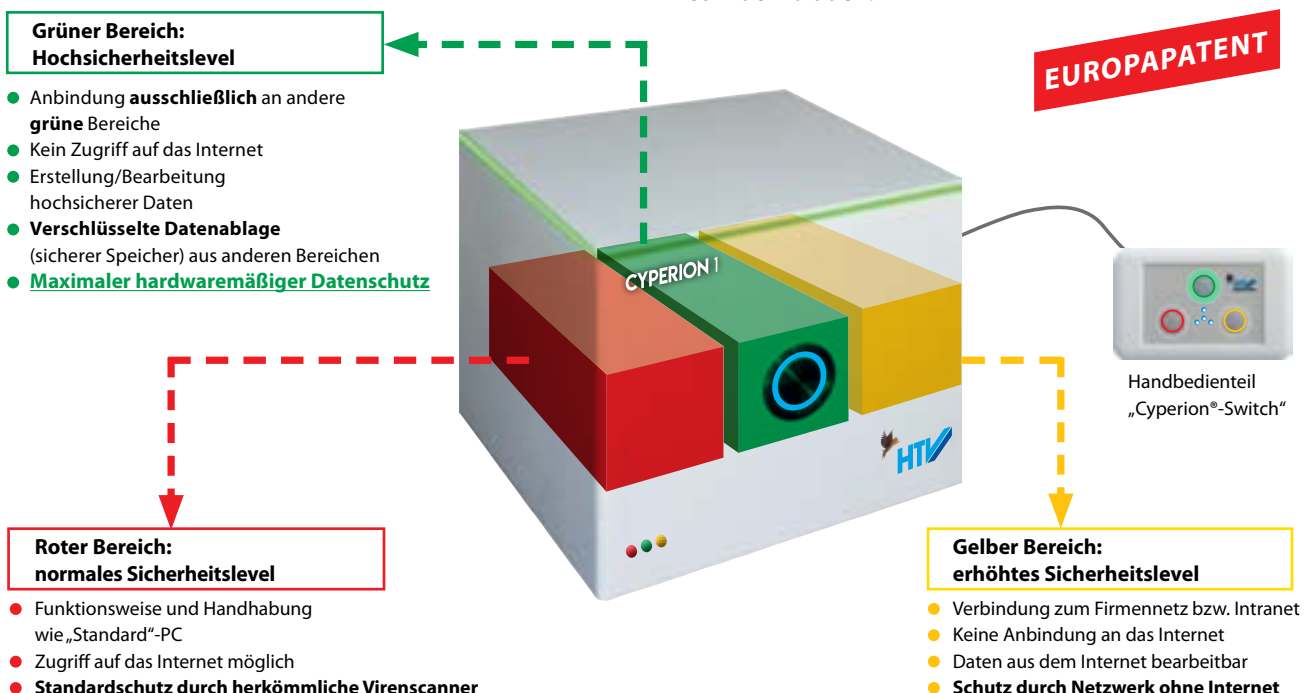 Grüner Bereich:
Hochsicherheitslevel
EUROPAPATENT
● Anbindung ausschließlich an andere
grüne Bereiche
● Kein Zugriff auf das Internet
● Erstellung/Bearbeitung
hochsicherer Daten
● Verschlüsselte Datenablage
(sicherer Speicher) aus anderen Bereichen
● Maximaler hardwaremäßiger Datenschutz
CYPERION 1
HTV
Handbedienteil
„Cyperion®-Switch“
Roter Bereich:
normales Sicherheitslevel
● Funktionsweise und Handhabung
wie „Standard“-PC
● Zugriff auf das Internet möglich
● Standardschutz durch herkömmliche Virenscanner
Gelber Bereich:
erhöhtes Sicherheitslevel
● Verbindung zum Firmennetz bzw. Intranet
● Keine Anbindung an das Internet
● Daten aus dem Internet bearbeitbar
● Schutz durch Netzwerk ohne Internet